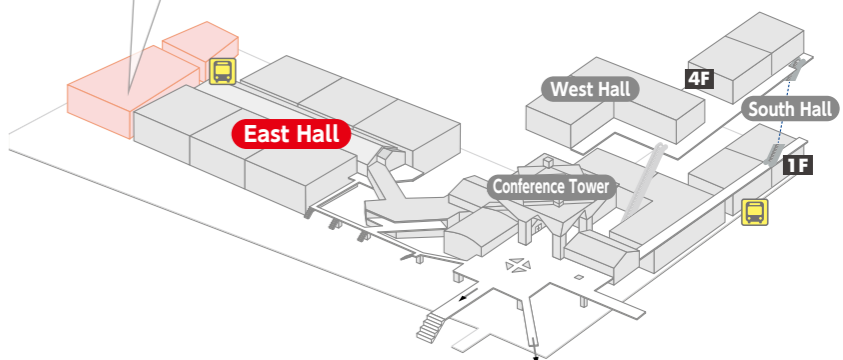 4F
West Hall
South Hall
East Hall
1F
Conference Tower